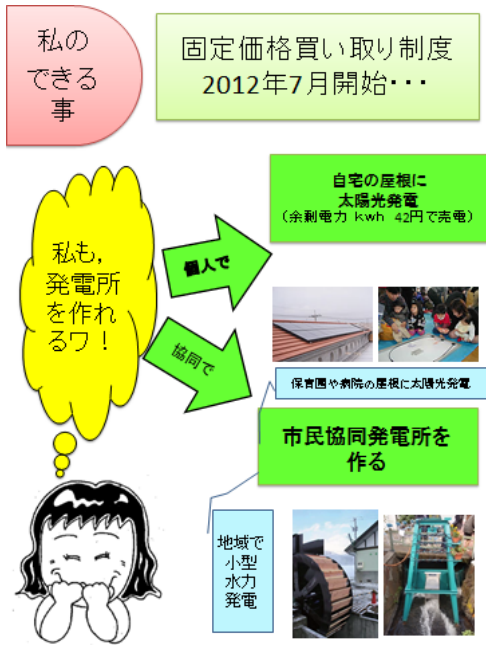 私の
できる
事
固定価格買い取り制度
2012年7月開始・・・
自宅の屋根に
太陽光発電
（余剰電力 kwh 42円で売電）
私も，
発電所
を作れ
るワ！
個人で
協同で
保育園や病院の屋根に太陽光発電
市民協同発電所を
作る
地域で
小型
水力
発電